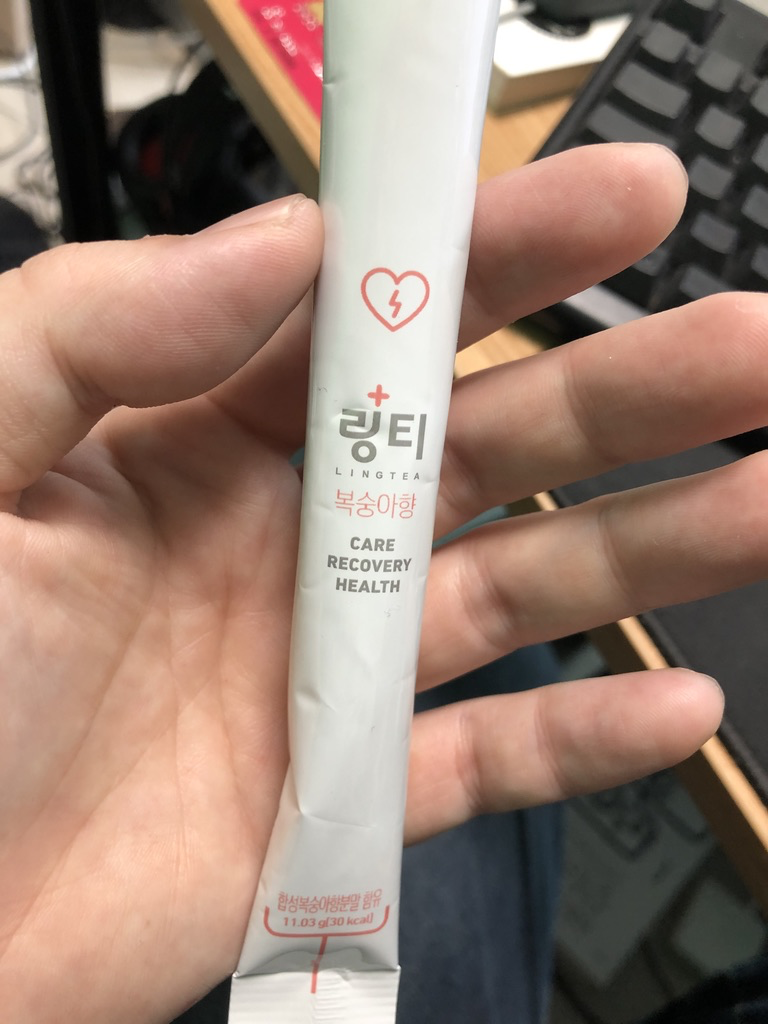 링티
LINGTEA
복숭아향
CARE
RECOVERY
HEALTH
합성복숭아향분말 함유
11.03 g(30 kcal)